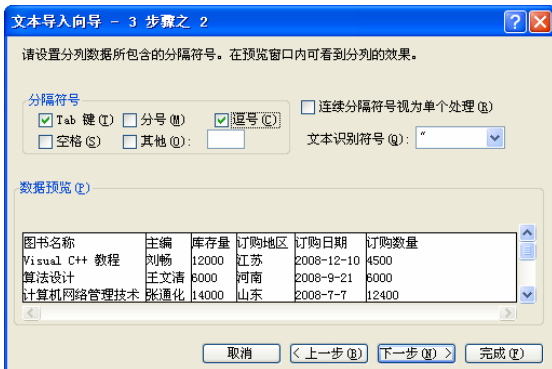 文本导入向导 - 3 步骤之 2
请设置分列数据所包含的分隔符号。在预览窗口内可看到分列的效果。
分隔符号
Tab 键(T) 分号(M) 逗号(C)
空格(S) 其他(O):
连续分隔符号视为单个处理(R)
文本识别符号(Q): "
数据预览(P)
图书名称 主编 库存量 订购地区 订购日期 订购数量
Visual C++ 教程 刘畅 12000 江苏 2008-12-10 4500
算法设计 王文清 6000 河南 2008-9-21 6000
计算机网络管理技术 张通化 14000 山东 2008-7-7 12400
取消 < 上一步(B) 下一步(N) > 完成(F)